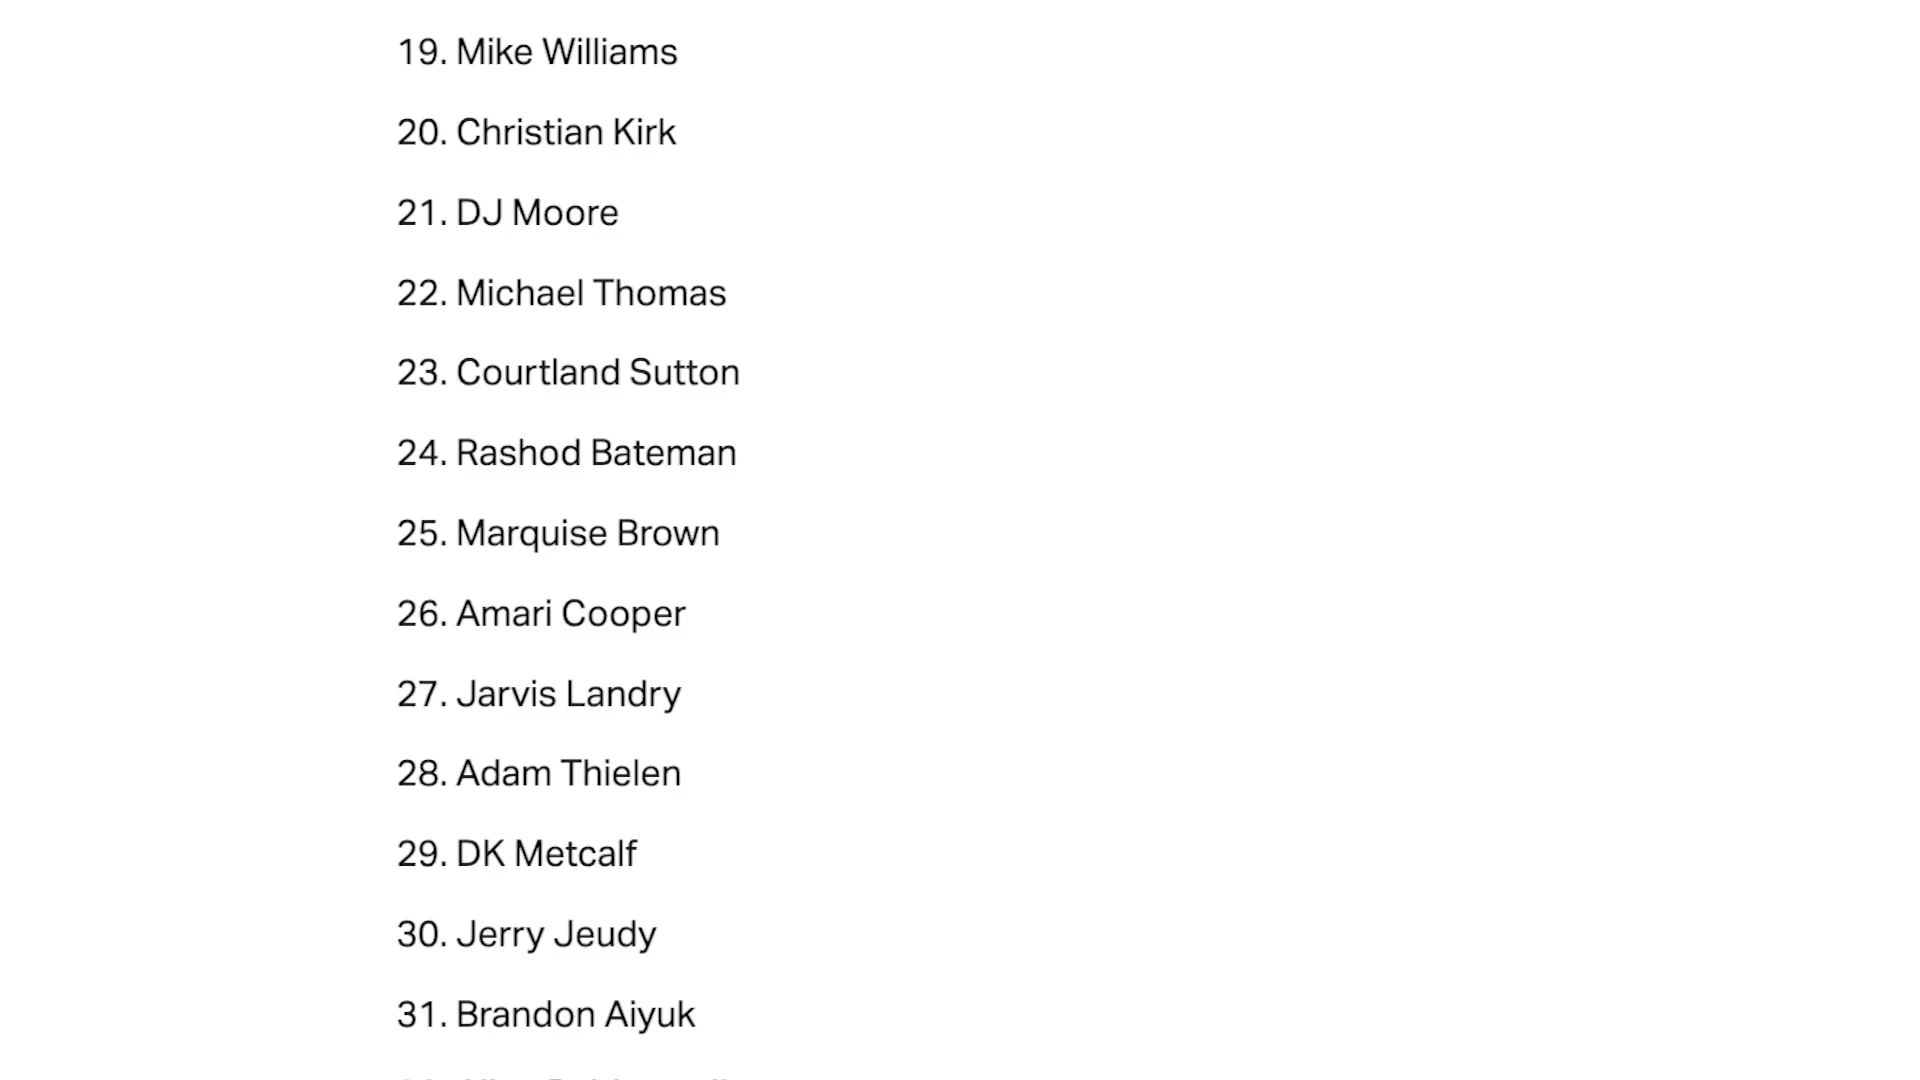 19. Mike Williams
20. Christian Kirk
21. DJ Moore
22. Michael Thomas
23. Courtland Sutton
24. Rashod Bateman
25. Marquise Brown
26. Amari Cooper
27. Jarvis Landry
28. Adam Thielen
29. DK Metcalf
30. Jerry Jeudy
31. Brandon Aiyuk